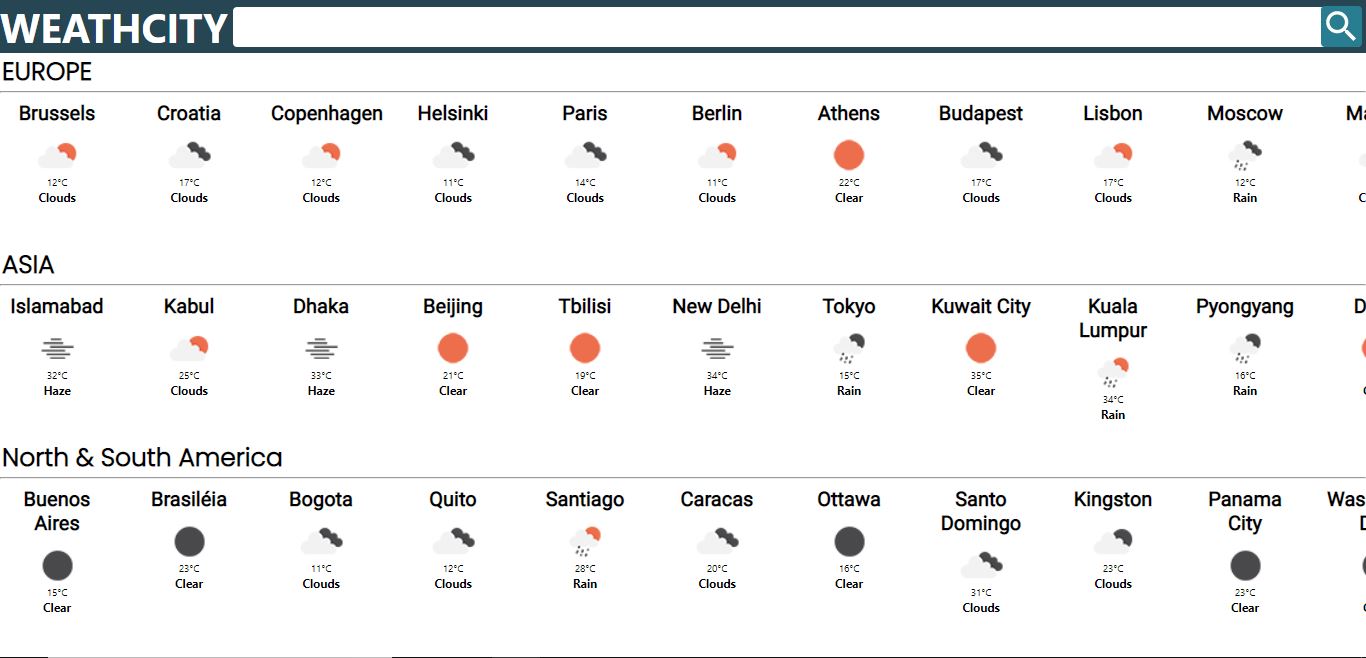 WEATHCITY
EUROPE
Brussels Croatia Copenhagen Helsinki Paris Berlin Athens Budapest Lisbon Moscow
12°C 17°C 12°C 11°C 14°C 11°C 22°C 17°C 17°C 12°C
Clouds Clouds Clouds Clouds Clouds Clouds Clear Clouds Clouds Rain
ASIA
Islamabad Kabul Dhaka Beijing Tbilisi New Delhi Tokyo Kuwait City Kuala Pyongyang
Lumpur
32°C 25°C 33°C 21°C 19°C 34°C 15°C 35°C 16°C
Haze Clouds Haze Clear Clear Haze Rain Clear Rain
34°C
Rain
North & South America
Buenos Brasiléia Bogota Quito Santiago Caracas Ottawa Santo Kingston Panama
Aires Domingo City
23°C 11°C 12°C 28°C 20°C 16°C 23°C
Clear Clouds Clouds Rain Clouds Clear Clouds
15°C 31°C 23°C
Clear Clouds Clear